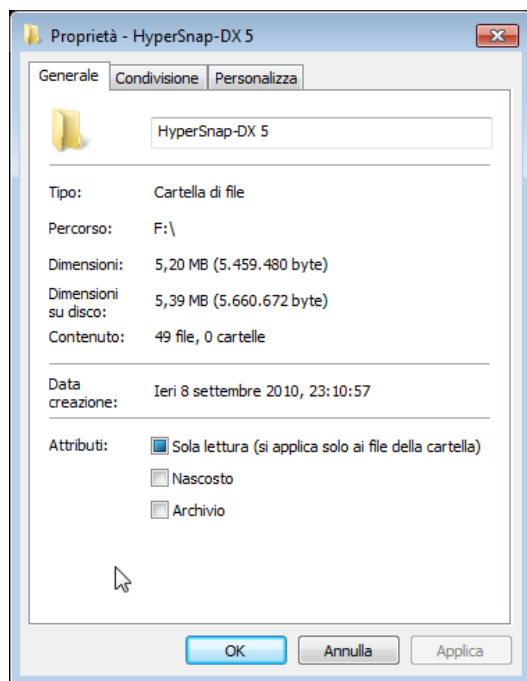 Proprietà - HyperSnap-DX 5
Generale Condivisione Personalizza
HyperSnap-DX 5
Tipo: Cartella di file
Percorso: F:\
Dimensioni: 5,20 MB (5.459.480 byte)
Dimensioni su disco: 5,39 MB (5.660.672 byte)
Contenuto: 49 file, 0 cartelle
Data creazione: Ieri 8 settembre 2010, 23:10:57
Attributi: Sola lettura (si applica solo ai file della cartella)
Nascosto
Archivio
OK Annulla Applica